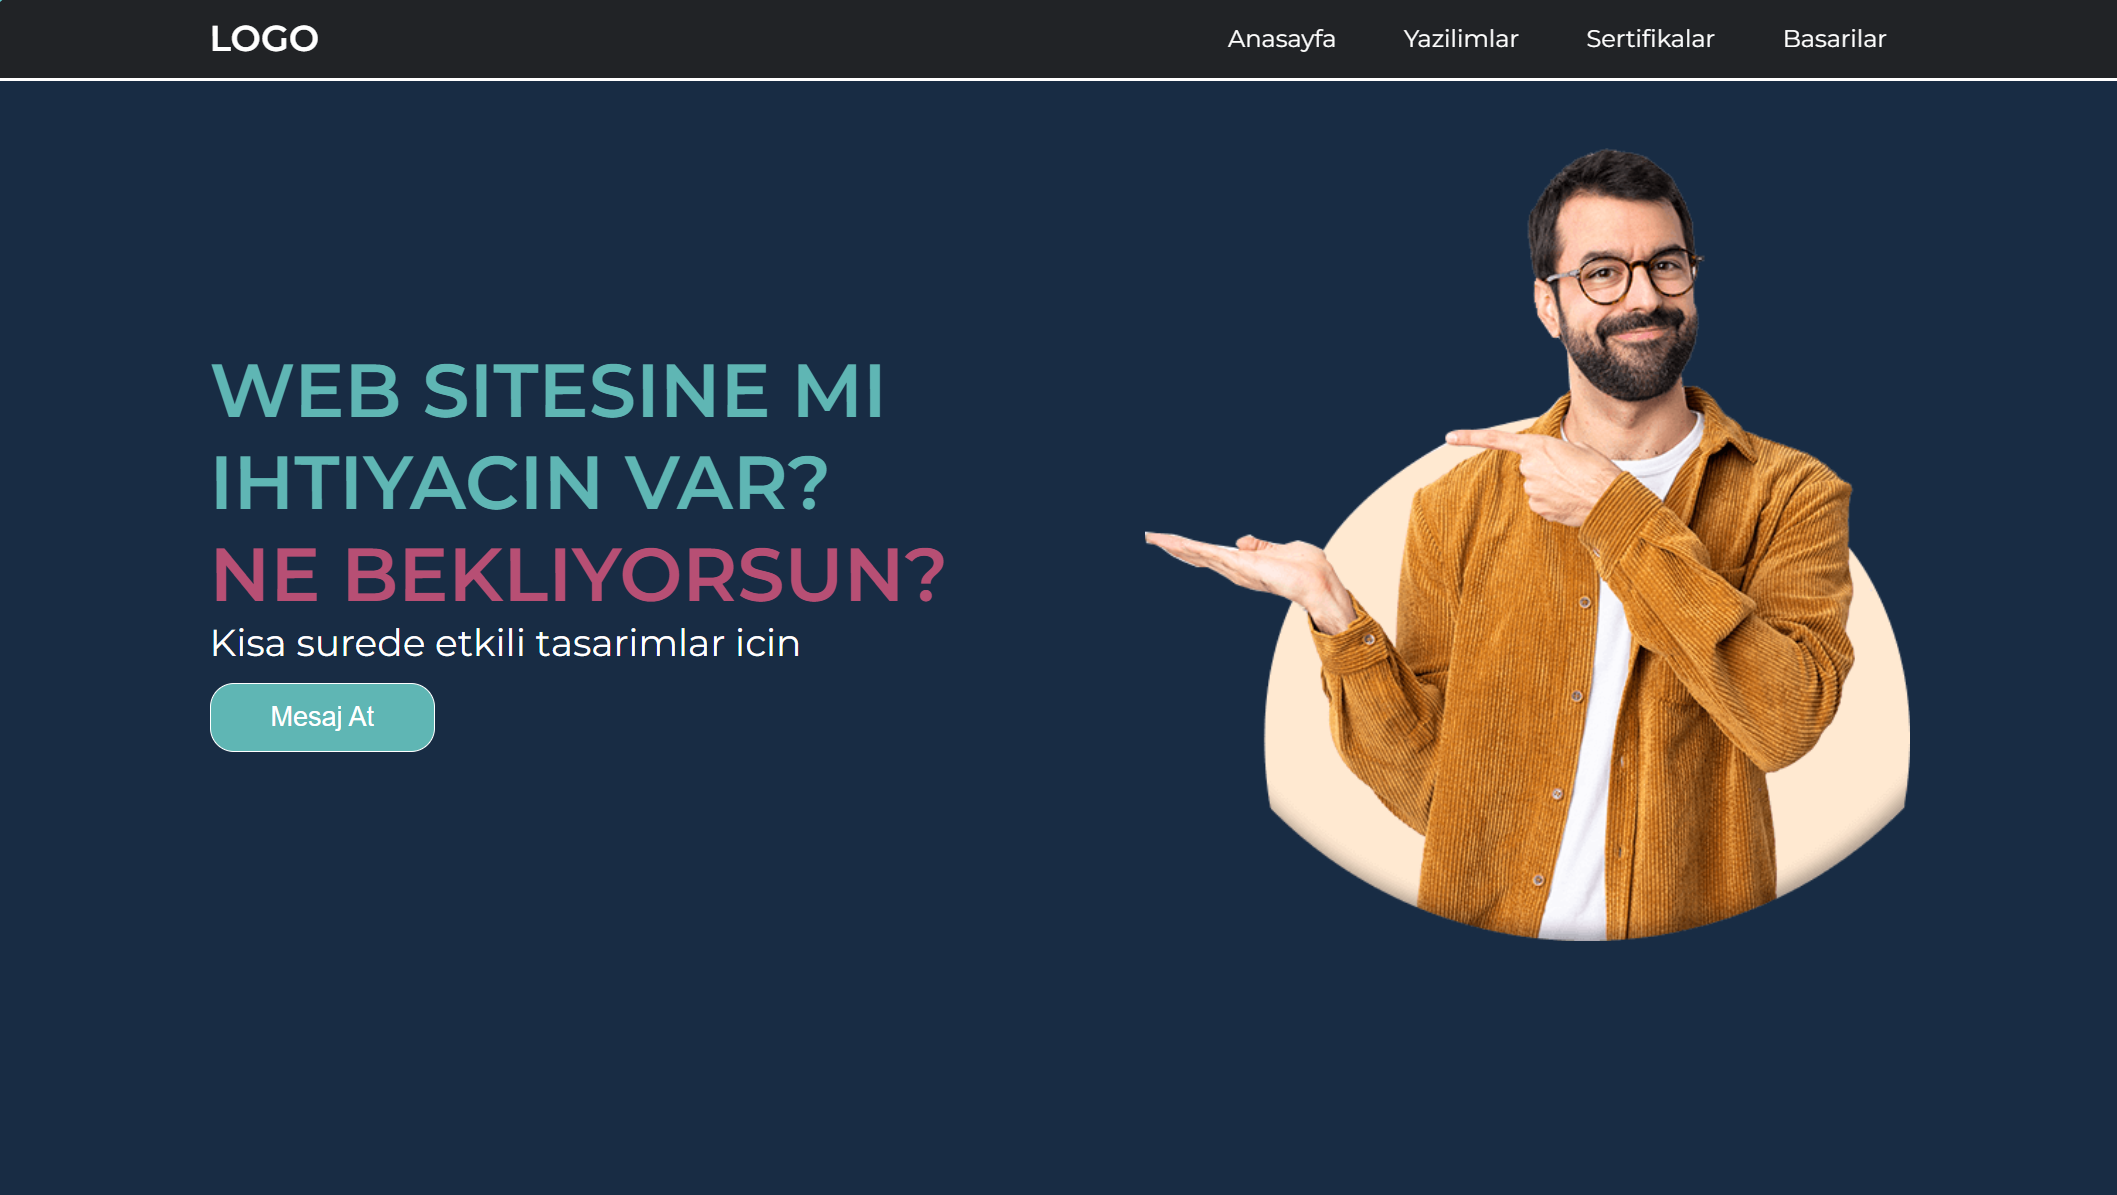 LOGO
Anasayfa Yazilimlar Sertifikalar Basarilar
WEB SITESINE MI
IHTIYACIN VAR?
NE BEKLIYORSUN?
Kisa surede etkili tasarimlar icin
Mesaj At